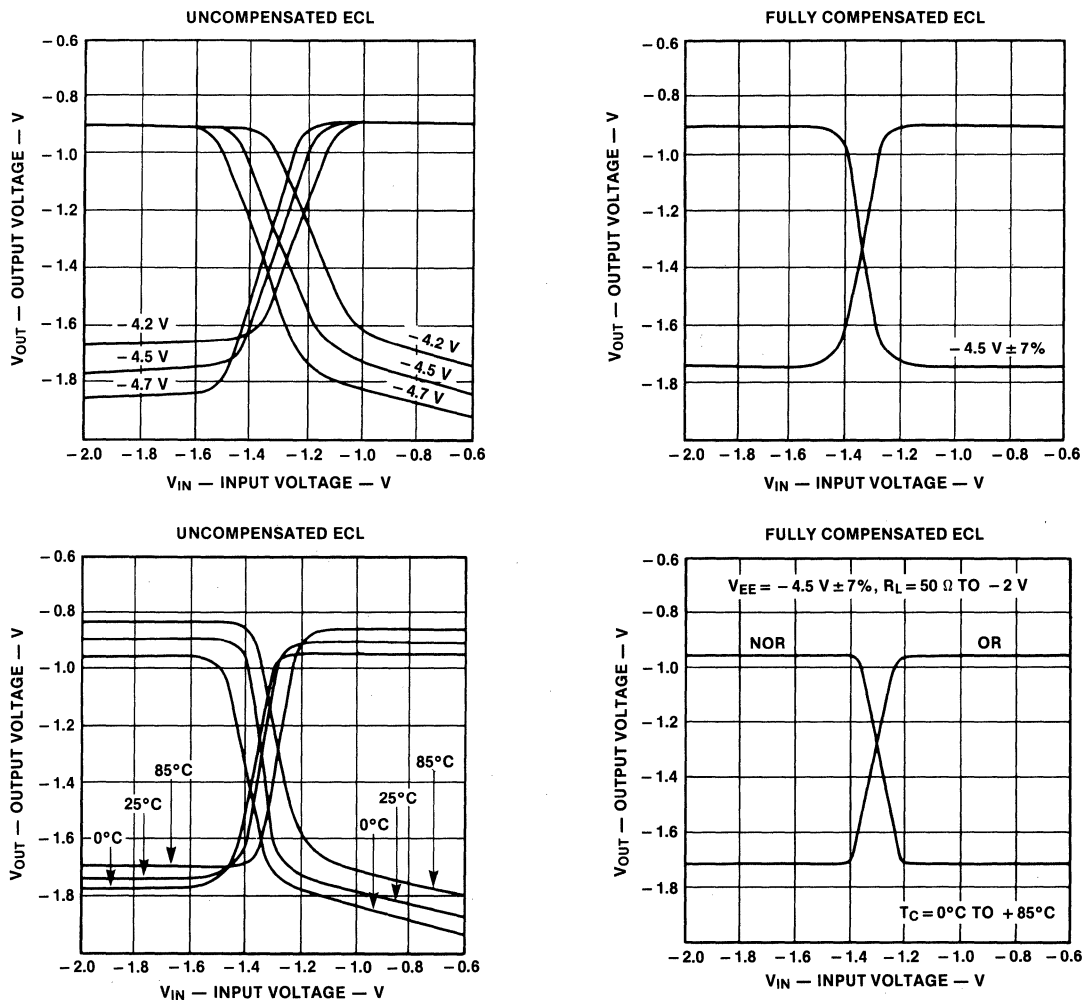 UNCOMPENSATED ECL
-0.6
-0.8
-1.0
-1.2
-1.4
-1.6
-1.8
VOUT — OUTPUT VOLTAGE — V
-4.2 V
-4.5 V
-4.7 V
-4.2 V
-4.5 V
-4.7 V
-2.0 -1.8 -1.6 -1.4 -1.2 -1.0 -0.8 -0.6
VIN — INPUT VOLTAGE — V
FULLY COMPENSATED ECL
-0.6
-0.8
-1.0
-1.2
-1.4
-1.6
-1.8
VOUT — OUTPUT VOLTAGE — V
-4.5 V ± 7%
-2.0 -1.8 -1.6 -1.4 -1.2 -1.0 -0.8 -0.6
VIN — INPUT VOLTAGE — V
UNCOMPENSATED ECL
-0.6
-0.8
-1.0
-1.2
-1.4
-1.6
-1.8
VOUT — OUTPUT VOLTAGE — V
85°C
25°C
0°C
85°C
25°C
0°C
-2.0 -1.8 -1.6 -1.4 -1.2 -1.0 -0.8 -0.6
VIN — INPUT VOLTAGE — V
FULLY COMPENSATED ECL
-0.6
-0.8
-1.0
-1.2
-1.4
-1.6
-1.8
VOUT — OUTPUT VOLTAGE — V
VEE = -4.5 V ± 7%, RL = 50 Ω TO -2 V
NOR OR
TC = 0°C TO +85°C
-2.0 -1.8 -1.6 -1.4 -1.2 -1.0 -0.8 -0.6
VIN — INPUT VOLTAGE — V